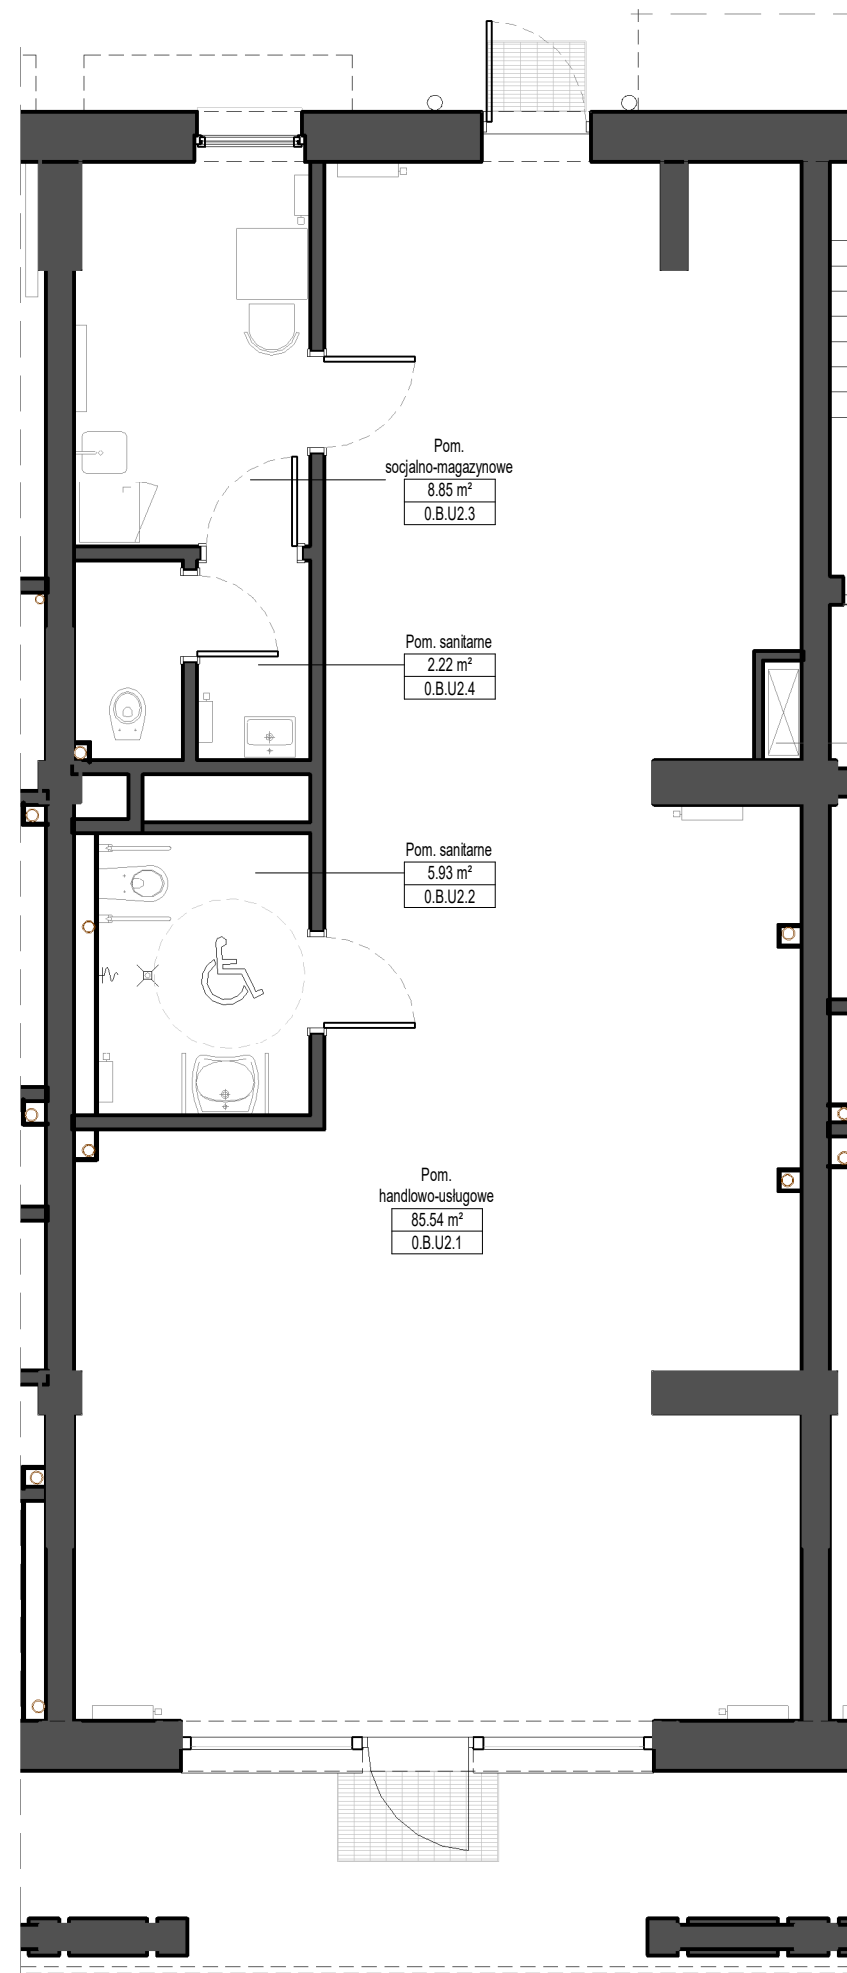 Pom.
socjalno-magazynowe
8.85 m²
0.B.U2.3
Pom. sanitarne
2.22 m²
0.B.U2.4
Pom. sanitarne
5.93 m²
0.B.U2.2
Pom.
handlowo-usługowe
85.54 m²
0.B.U2.1